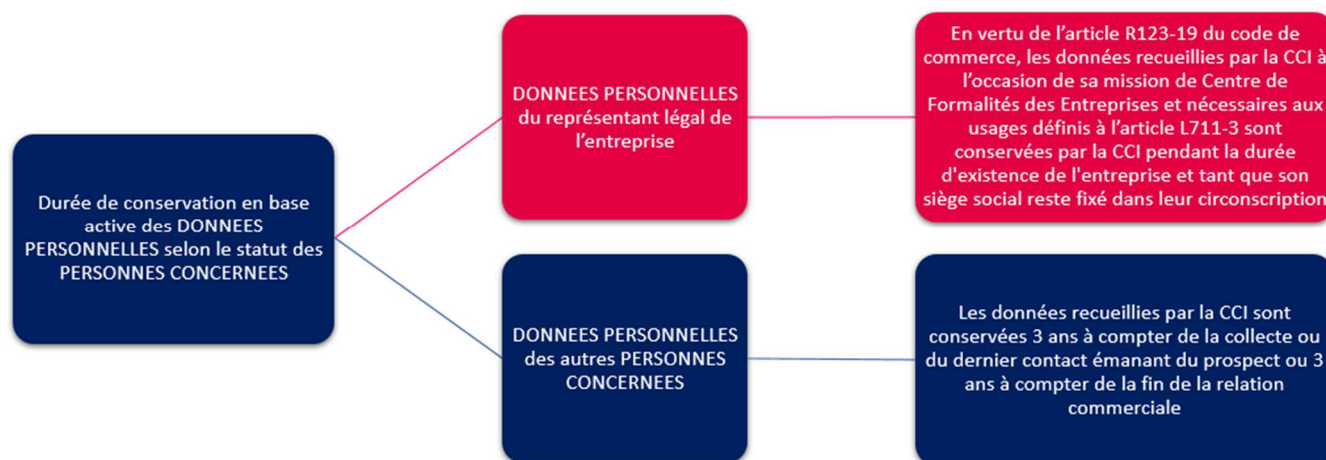 Durée de conservation en base
active des DONNEES
PERSONNELLES selon le statut des
PERSONNES CONCERNEES
DONNEES PERSONNELLES
du représentant légal de
l’entreprise
En vertu de l’article R123-19 du code de
commerce, les données recueillies par la CCI à
l’occasion de sa mission de Centre de
Formalités des Entreprises et nécessaires aux
usages définis à l’article L711-3 sont
conservées par la CCI pendant la durée
d'existence de l'entreprise et tant que son
siège social reste fixé dans leur circonscription
DONNEES PERSONNELLES
des autres PERSONNES
CONCERNEES
Les données recueillies par la CCI sont
conservées 3 ans à compter de la collecte ou
du dernier contact émanant du prospect ou 3
ans à compter de la fin de la relation
commerciale